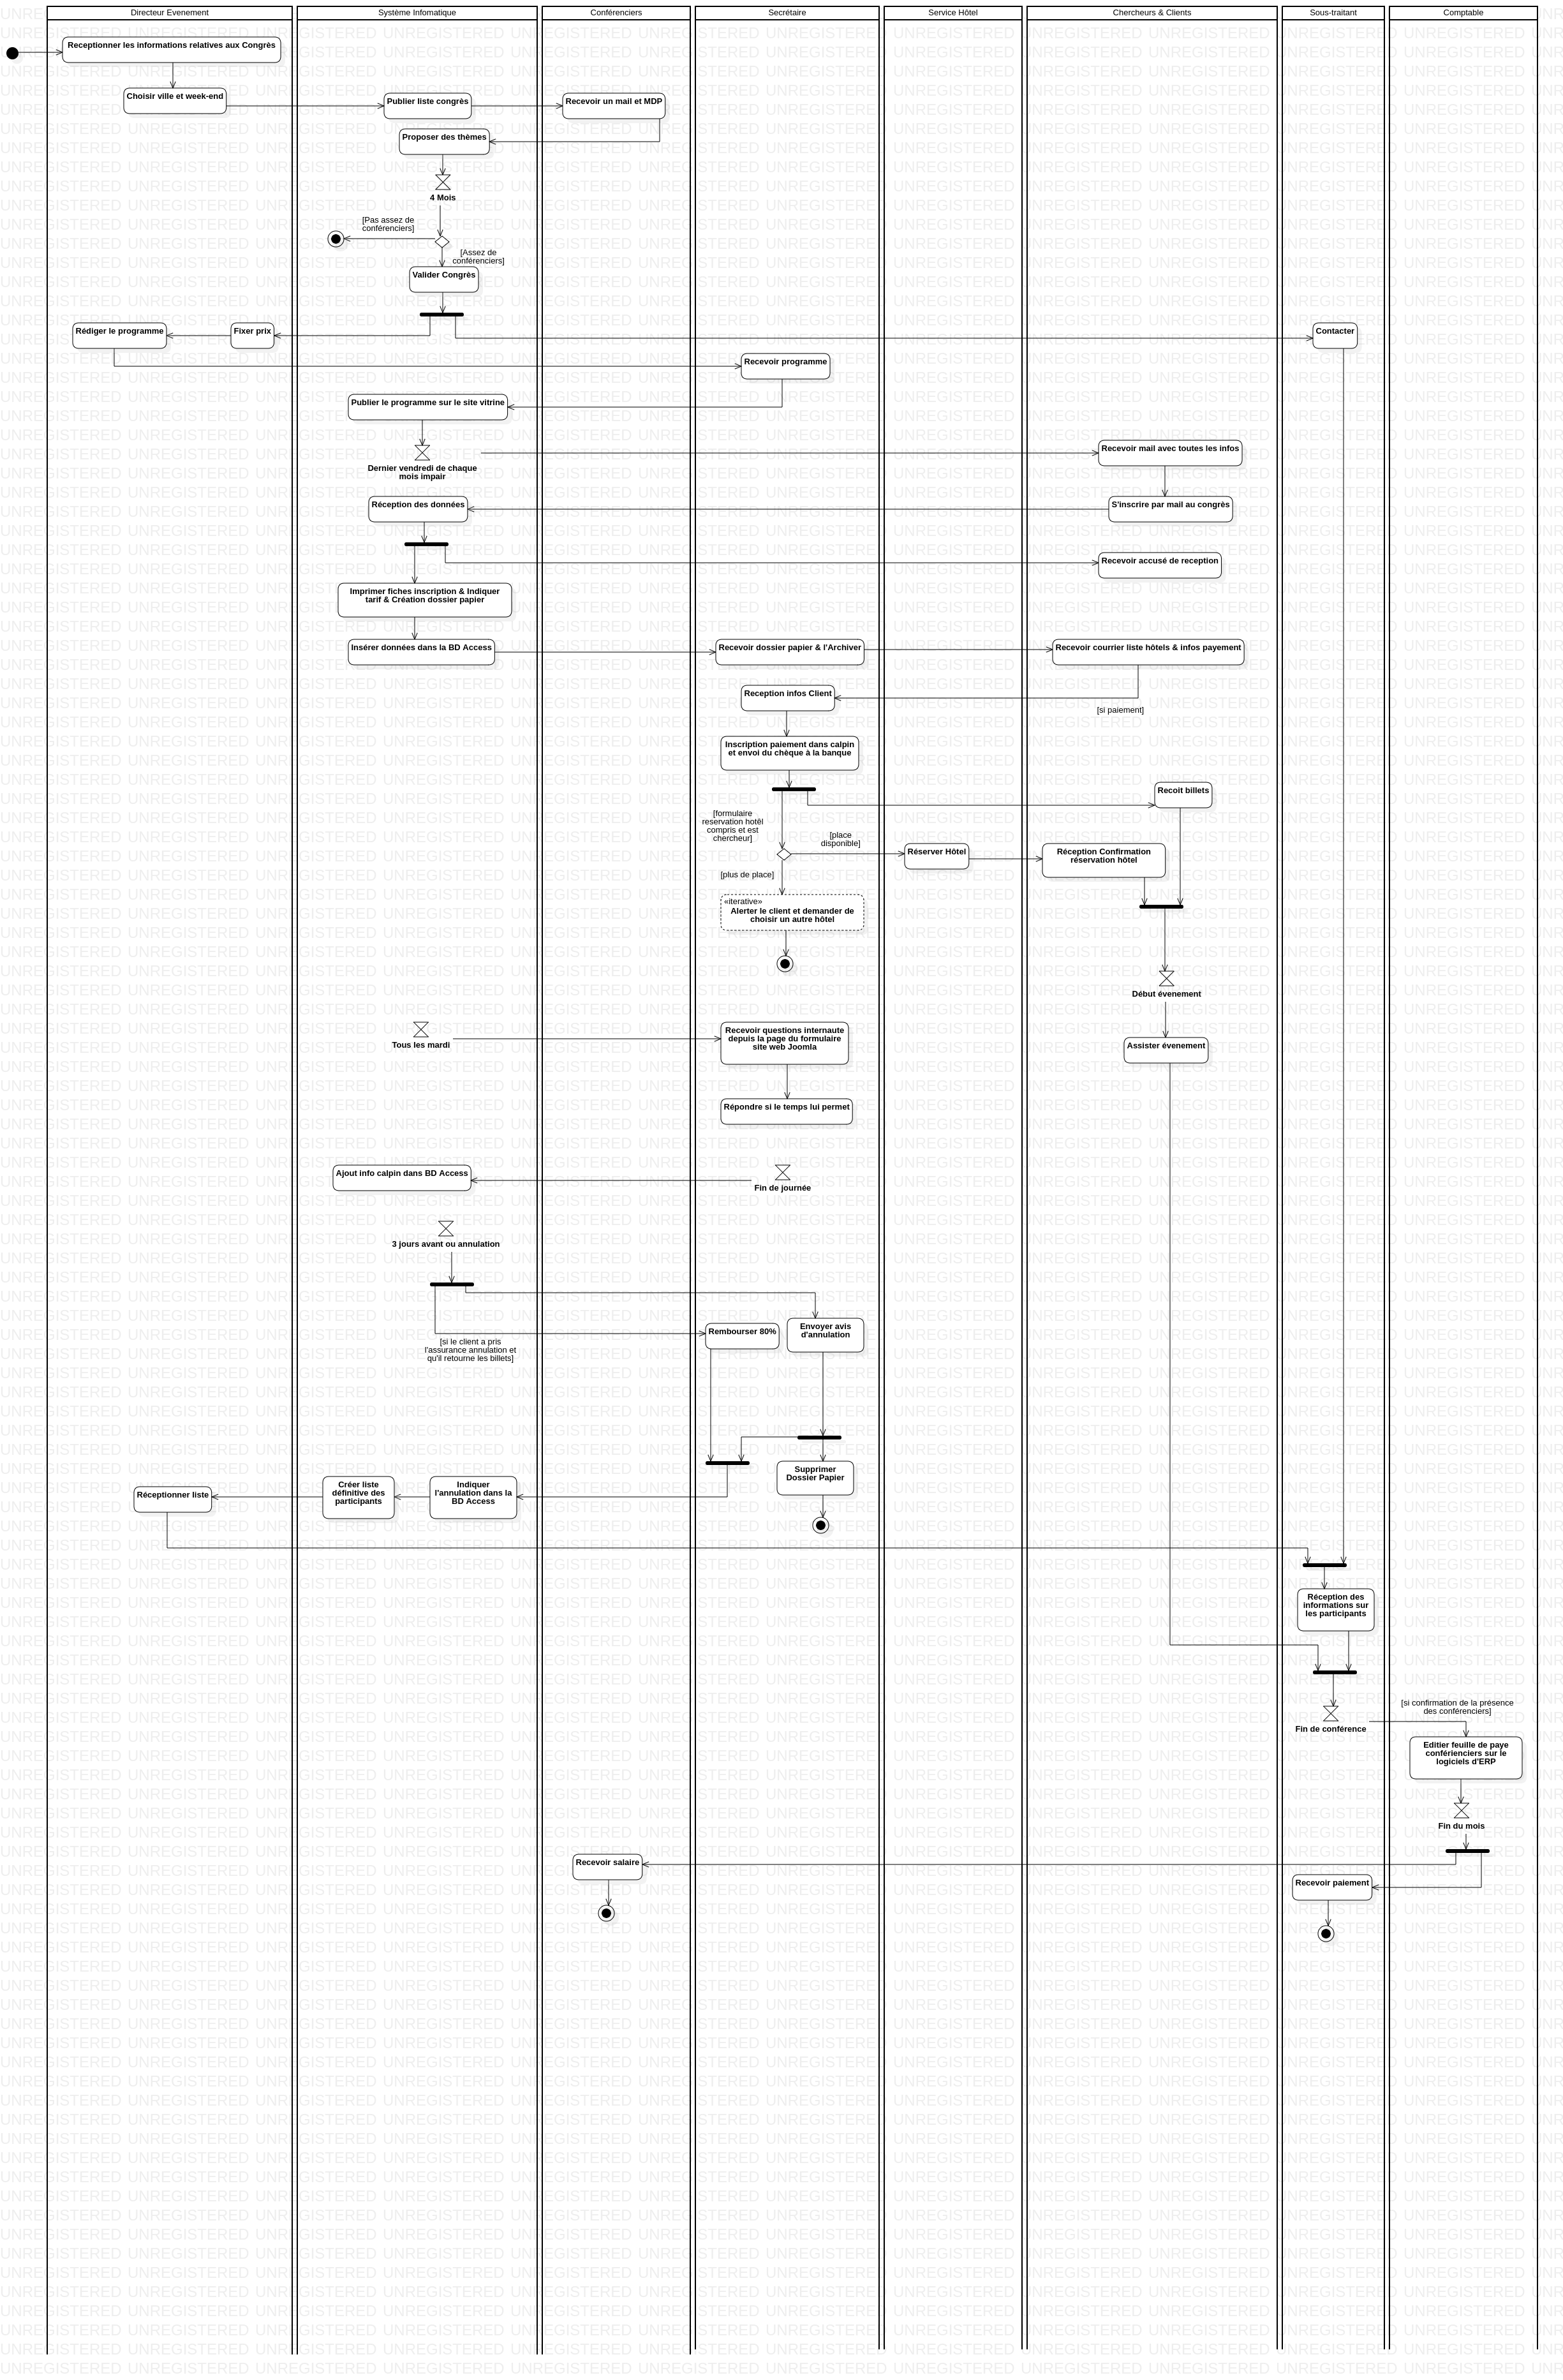 Directeur Evenement
Système Infomatique
Conférenciers
Secrétaire
Service Hôtel
Chercheurs & Clients
Sous-traitant
Comptable
Receptionner les informations relatives aux Congrès
Choisir ville et week-end
Publier liste congrès
Recevoir un mail et MDP
Proposer des thèmes
4 Mois
[Pas assez de
conférenciers]
[Assez de
conférenciers]
Valider Congrès
Rédiger le programme
Fixer prix
Contacter
Recevoir programme
Publier le programme sur le site vitrine
Dernier vendredi de chaque
mois impair
Recevoir mail avec toutes les infos
Réception des données
S'inscrire par mail au congrès
Recevoir accusé de reception
Imprimer fiches inscription & Indiquer
tarif & Création dossier papier
Insérer données dans la BD Access
Recevoir dossier papier & l'Archiver
Recevoir courrier liste hôtels & infos payement
Reception infos Client
[si paiement]
Inscription paiement dans calpin
et envoi du chèque à la banque
Recoit billets
[formulaire
reservation hotêl
compris et est
chercheur]
[place
disponible]
Réserver Hôtel
Réception Confirmation
réservation hôtel
[plus de place]
«iterative»
Alerter le client et demander de
choisir un autre hôtel
Début évenement
Tous les mardi
Recevoir questions internaute
depuis la page du formulaire
site web Joomla
Assister évenement
Répondre si le temps lui permet
Ajout info calpin dans BD Access
Fin de journée
3 jours avant ou annulation
Rembourser 80%
Envoyer avis
d'annulation
[si le client a pris
l'assurance annulation et
qu'il retourne les billets]
Réceptionner liste
Créer liste
définitive des
participants
Indiquer
l'annulation dans la
BD Access
Supprimer
Dossier Papier
Réception des
informations sur
les participants
Fin de conférence
[si confirmation de la présence
des conférenciers]
Editier feuille de paye
conférienciers sur le
logiciels d'ERP
Fin du mois
Recevoir salaire
Recevoir paiement